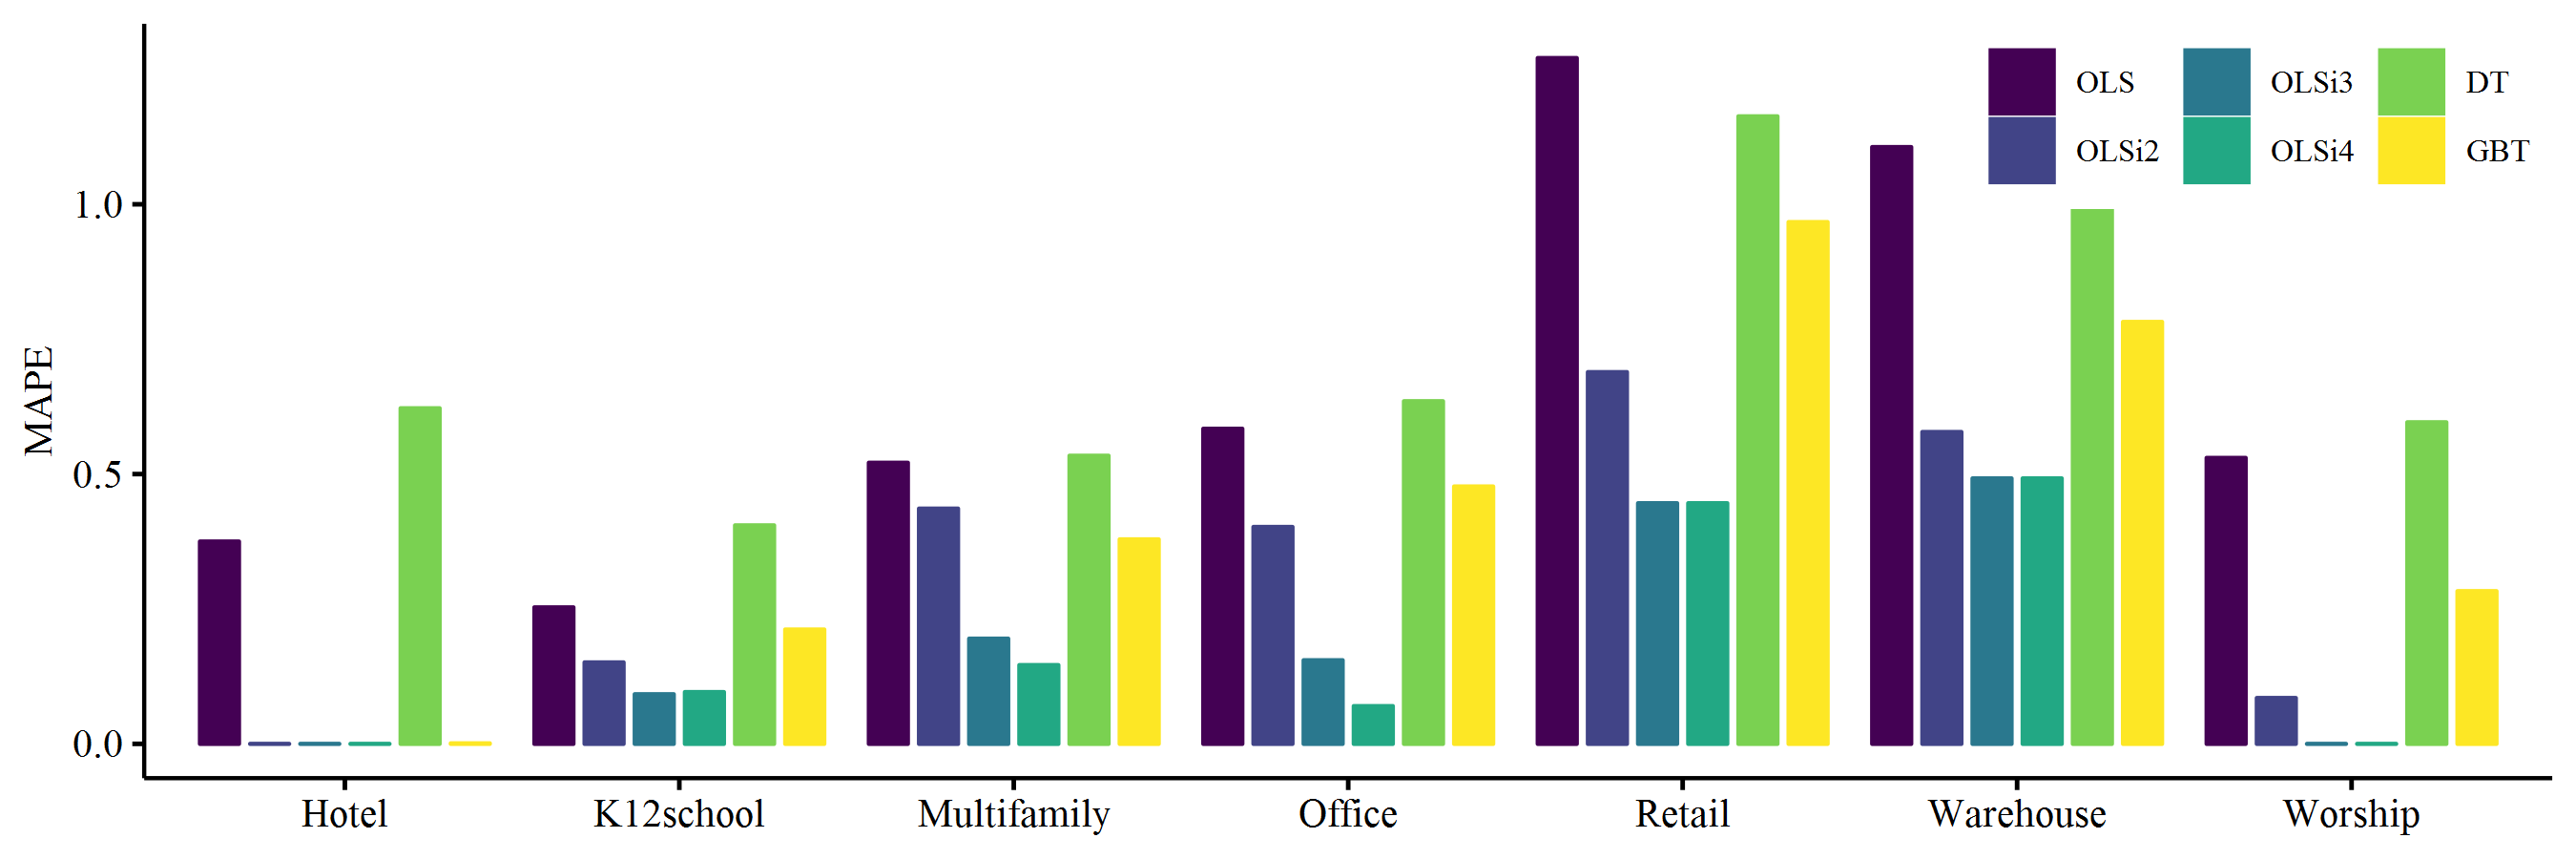 OLS
OLSi3
DT
OLSi2
OLSi4
GBT
MAPE
1.0
0.5
0.0
Hotel K12school Multifamily Office Retail Warehouse Worship